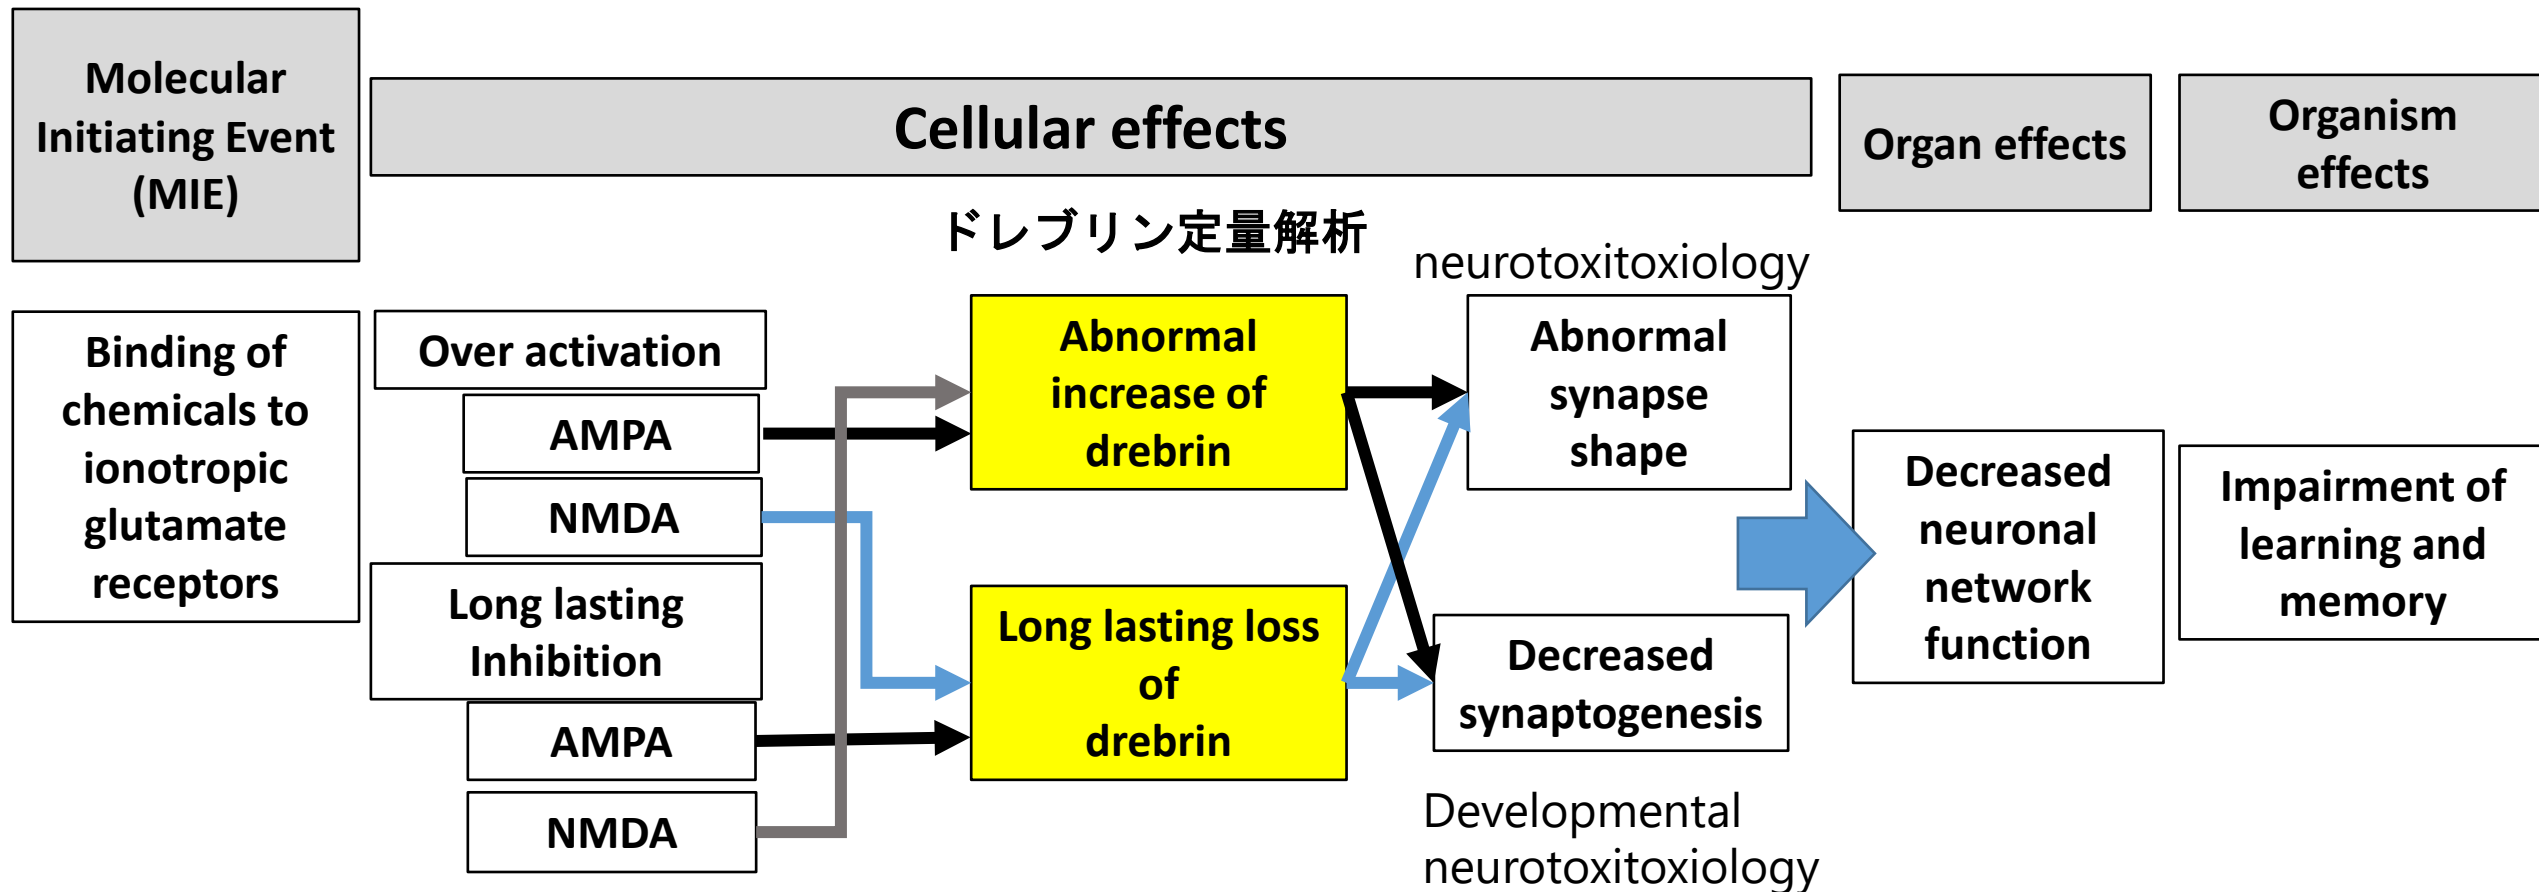 Molecular
Initiating Event
(MIE)
Cellular effects
Organ effects
Organism
effects
ドレブリン定量解析
neurotoxitoxiology
Binding of
chemicals to
ionotropic
glutamate
receptors
Over activation
AMPA
NMDA
Long lasting
Inhibition
AMPA
NMDA
Abnormal
increase of
drebrin
Long lasting loss
of
drebrin
Abnormal
synapse
shape
Decreased
synaptogenesis
Developmental
neurotoxitoxiology
Decreased
neuronal
network
function
Impairment of
learning and
memory